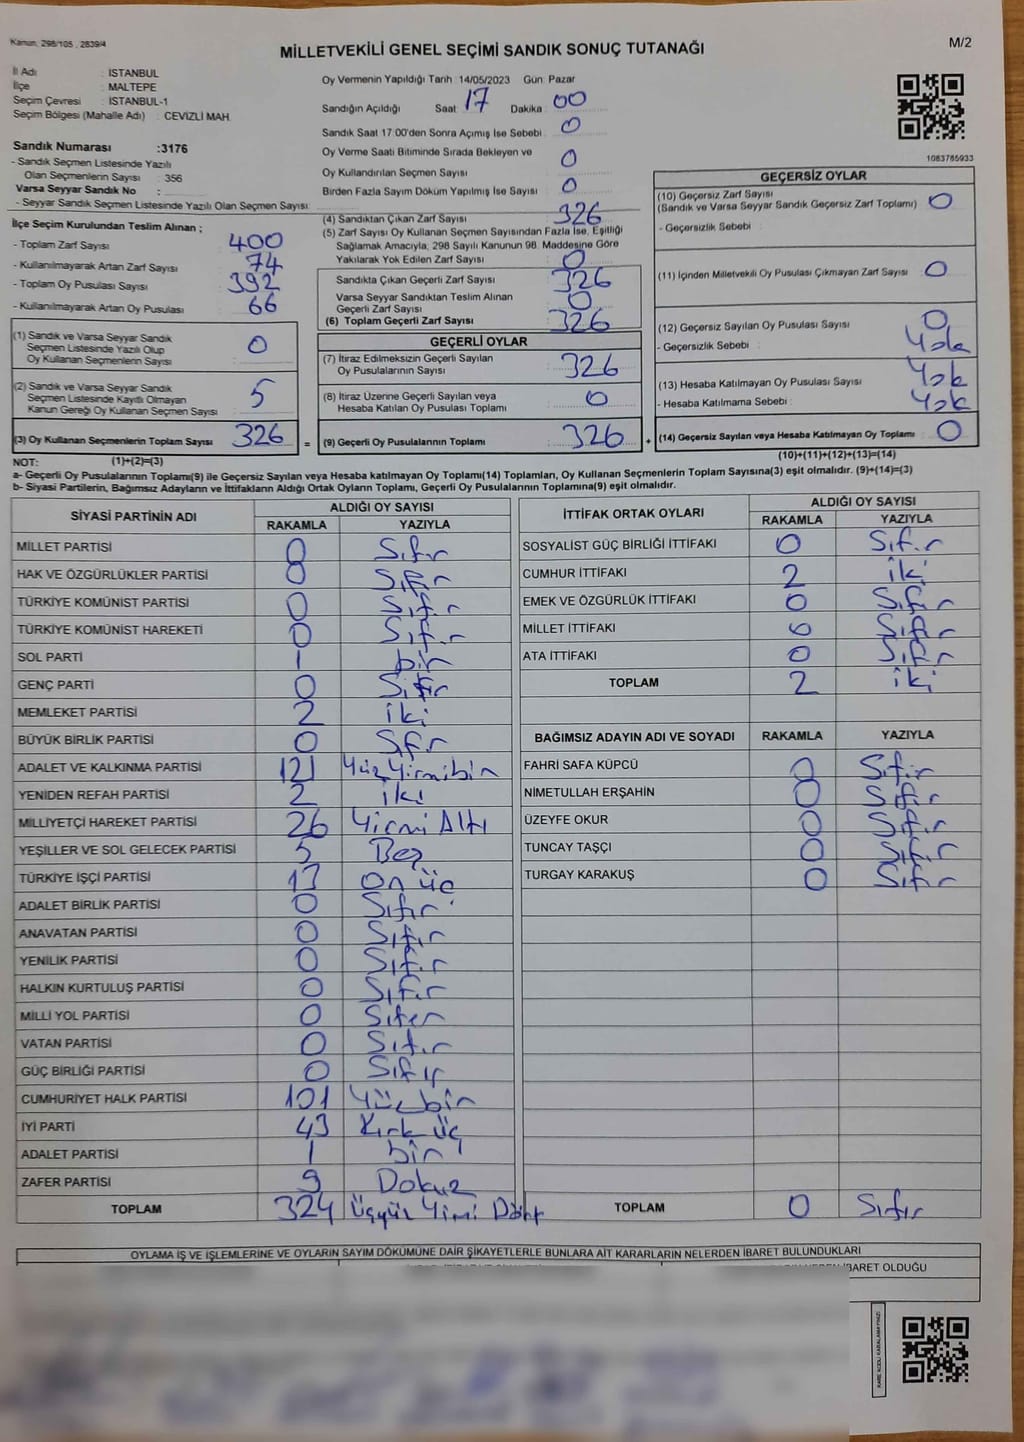 Kanun: 298/105 , 2839/4
MİLLETVEKİLİ GENEL SEÇİMİ SANDIK SONUÇ TUTANAĞI
M/2
İl Adı : İSTANBUL
İlçe : MALTEPE
Seçim Çevresi : İSTANBUL-1
Seçim Bölgesi (Mahalle Adı) : CEVİZLİ MAH.
Sandık Numarası :3176
- Sandık Seçmen Listesinde Yazılı
Olan Seçmenlerin Sayısı : 356
Varsa Seyyar Sandık No :
- Seyyar Sandık Seçmen Listesinde Yazılı Olan Seçmen Sayısı:
Oy Vermenin Yapıldığı Tarih :14/05/2023 Gün: Pazar
Sandığın Açıldığı Saat: 17 Dakika : 00
Sandık Saat 17:00'den Sonra Açımış İse Sebebi : 0
Oy Verme Saati Bitiminde Sırada Bekleyen ve
Oy Kullandırılan Seçmen Sayısı : 0
Birden Fazla Sayım Döküm Yapılmış İse Sayısı : 0
1083785933
İlçe Seçim Kurulundan Teslim Alınan ;
- Toplam Zarf Sayısı : 400
- Kullanılmayarak Artan Zarf Sayısı : 74
- Toplam Oy Pusulası Sayısı : 392
- Kullanılmayarak Artan Oy Pusulası : 66
(4) Sandıktan Çıkan Zarf Sayısı : 326
(5) Zarf Sayısı Oy Kullanan Seçmen Sayısından Fazla İse, Eşitliği
Sağlamak Amacıyla, 298 Sayılı Kanunun 98. Maddesine Göre
Yakılarak Yok Edilen Zarf Sayısı : 0
Sandıkta Çıkan Geçerli Zarf Sayısı : 326
Varsa Seyyar Sandıktan Teslim Alınan
Geçerli Zarf Sayısı : 0
(6) Toplam Geçerli Zarf Sayısı : 326
GEÇERSİZ OYLAR
(10) Geçersiz Zarf Sayısı
(Sandık ve Varsa Seyyar Sandık Geçersiz Zarf Toplamı) : 0
- Geçersizlik Sebebi :
(11) İçinden Milletvekili Oy Pusulası Çıkmayan Zarf Sayısı : 0
(12) Geçersiz Sayılan Oy Pusulası Sayısı : 0
- Geçersizlik Sebebi : Yok
(13) Hesaba Katılmayan Oy Pusulası Sayısı : Yok
- Hesaba Katılmama Sebebi : Yok
(1) Sandık ve Varsa Seyyar Sandık
Seçmen Listesinde Yazılı Olup
Oy Kullanan Seçmenlerin Sayısı : 0
(2) Sandık ve Varsa Seyyar Sandık
Seçmen Listesinde Kayıtlı Olmayan
Kanun Gereği Oy Kullanan Seçmen Sayısı : 5
GEÇERLİ OYLAR
(7) İtiraz Edilmeksizin Geçerli Sayılan
Oy Pusulalarının Sayısı : 326
(8) İtiraz Üzerine Geçerli Sayılan veya
Hesaba Katılan Oy Pusulası Toplamı : 0
(3) Oy Kullanan Seçmenlerin Toplam Sayısı : 326 = (9) Geçerli Oy Pusulalarının Toplamı : 326 + (14) Geçersiz Sayılan veya Hesaba Katılmayan Oy Toplamı : 0
NOT: (1)+(2)=(3) (10)+(11)+(12)+(13)=(14)
a- Geçerli Oy Pusulalarının Toplamı(9) ile Geçersiz Sayılan veya Hesaba katılmayan Oy Toplamı(14) Toplamları, Oy Kullanan Seçmenlerin Toplam Sayısına(3) eşit olmalıdır. (9)+(14)=(3)
b- Siyasi Partilerin, Bağımsız Adayların ve İttifakların Aldığı Ortak Oyların Toplamı, Geçerli Oy Pusulalarının Toplamına(9) eşit olmalıdır.
SİYASİ PARTİNİN ADI ALDIĞI OY SAYISI
RAKAMLA YAZIYLA
MİLLET PARTİSİ 0 Sıfır
HAK VE ÖZGÜRLÜKLER PARTİSİ 0 Sıfır
TÜRKİYE KOMÜNİST PARTİSİ 0 Sıfır
TÜRKİYE KOMÜNİST HAREKETİ 0 Sıfır
SOL PARTİ 1 bir
GENÇ PARTİ 0 Sıfır
MEMLEKET PARTİSİ 2 iki
BÜYÜK BİRLİK PARTİSİ 0 Sfır
ADALET VE KALKINMA PARTİSİ 121 Yüz Yirmibir
YENİDEN REFAH PARTİSİ 2 iki
MİLLİYETÇİ HAREKET PARTİSİ 26 Yirmi Altı
YEŞİLLER VE SOL GELECEK PARTİSİ 5 Beş
TÜRKİYE İŞÇİ PARTİSİ 13 On üç
ADALET BİRLİK PARTİSİ 0 Sıfır
ANAVATAN PARTİSİ 0 Sıfır
YENİLİK PARTİSİ 0 Sıfır
HALKIN KURTULUŞ PARTİSİ 0 Sıfır
MİLLİ YOL PARTİSİ 0 Sıfır
VATAN PARTİSİ 0 Sıfır
GÜÇ BİRLİĞİ PARTİSİ 0 Sıfır
CUMHURİYET HALK PARTİSİ 101 Yüzbir
İYİ PARTİ 43 Kırk üç
ADALET PARTİSİ 1 bir
ZAFER PARTİSİ 9 Dokuz
TOPLAM 324 Üçyüz Yirmi Dört
İTTİFAK ORTAK OYLARI ALDIĞI OY SAYISI
RAKAMLA YAZIYLA
SOSYALİST GÜÇ BİRLİĞİ İTTİFAKI 0 Sıfır
CUMHUR İTTİFAKI 2 iki
EMEK VE ÖZGÜRLÜK İTTİFAKI 0 Sıfır
MİLLET İTTİFAKI 0 Sıfır
ATA İTTİFAKI 0 Sıfır
TOPLAM 2 iki
BAĞIMSIZ ADAYIN ADI VE SOYADI RAKAMLA YAZIYLA
FAHRİ SAFA KÜPCÜ 0 Sıfır
NİMETULLAH ERŞAHİN 0 Sıfır
ÜZEYFE OKUR 0 Sıfır
TUNCAY TAŞÇI 0 Sıfır
TURGAY KARAKUŞ 0 Sıfır
TOPLAM 0 Sıfır
OYLAMA İŞ VE İŞLEMLERİNE VE OYLARIN SAYIM DÖKÜMÜNE DAİR ŞİKAYETLERLE BUNLARA AİT KARARLARIN NELERDEN İBARET BULUNDUKLARI
İBARET OLDUĞU